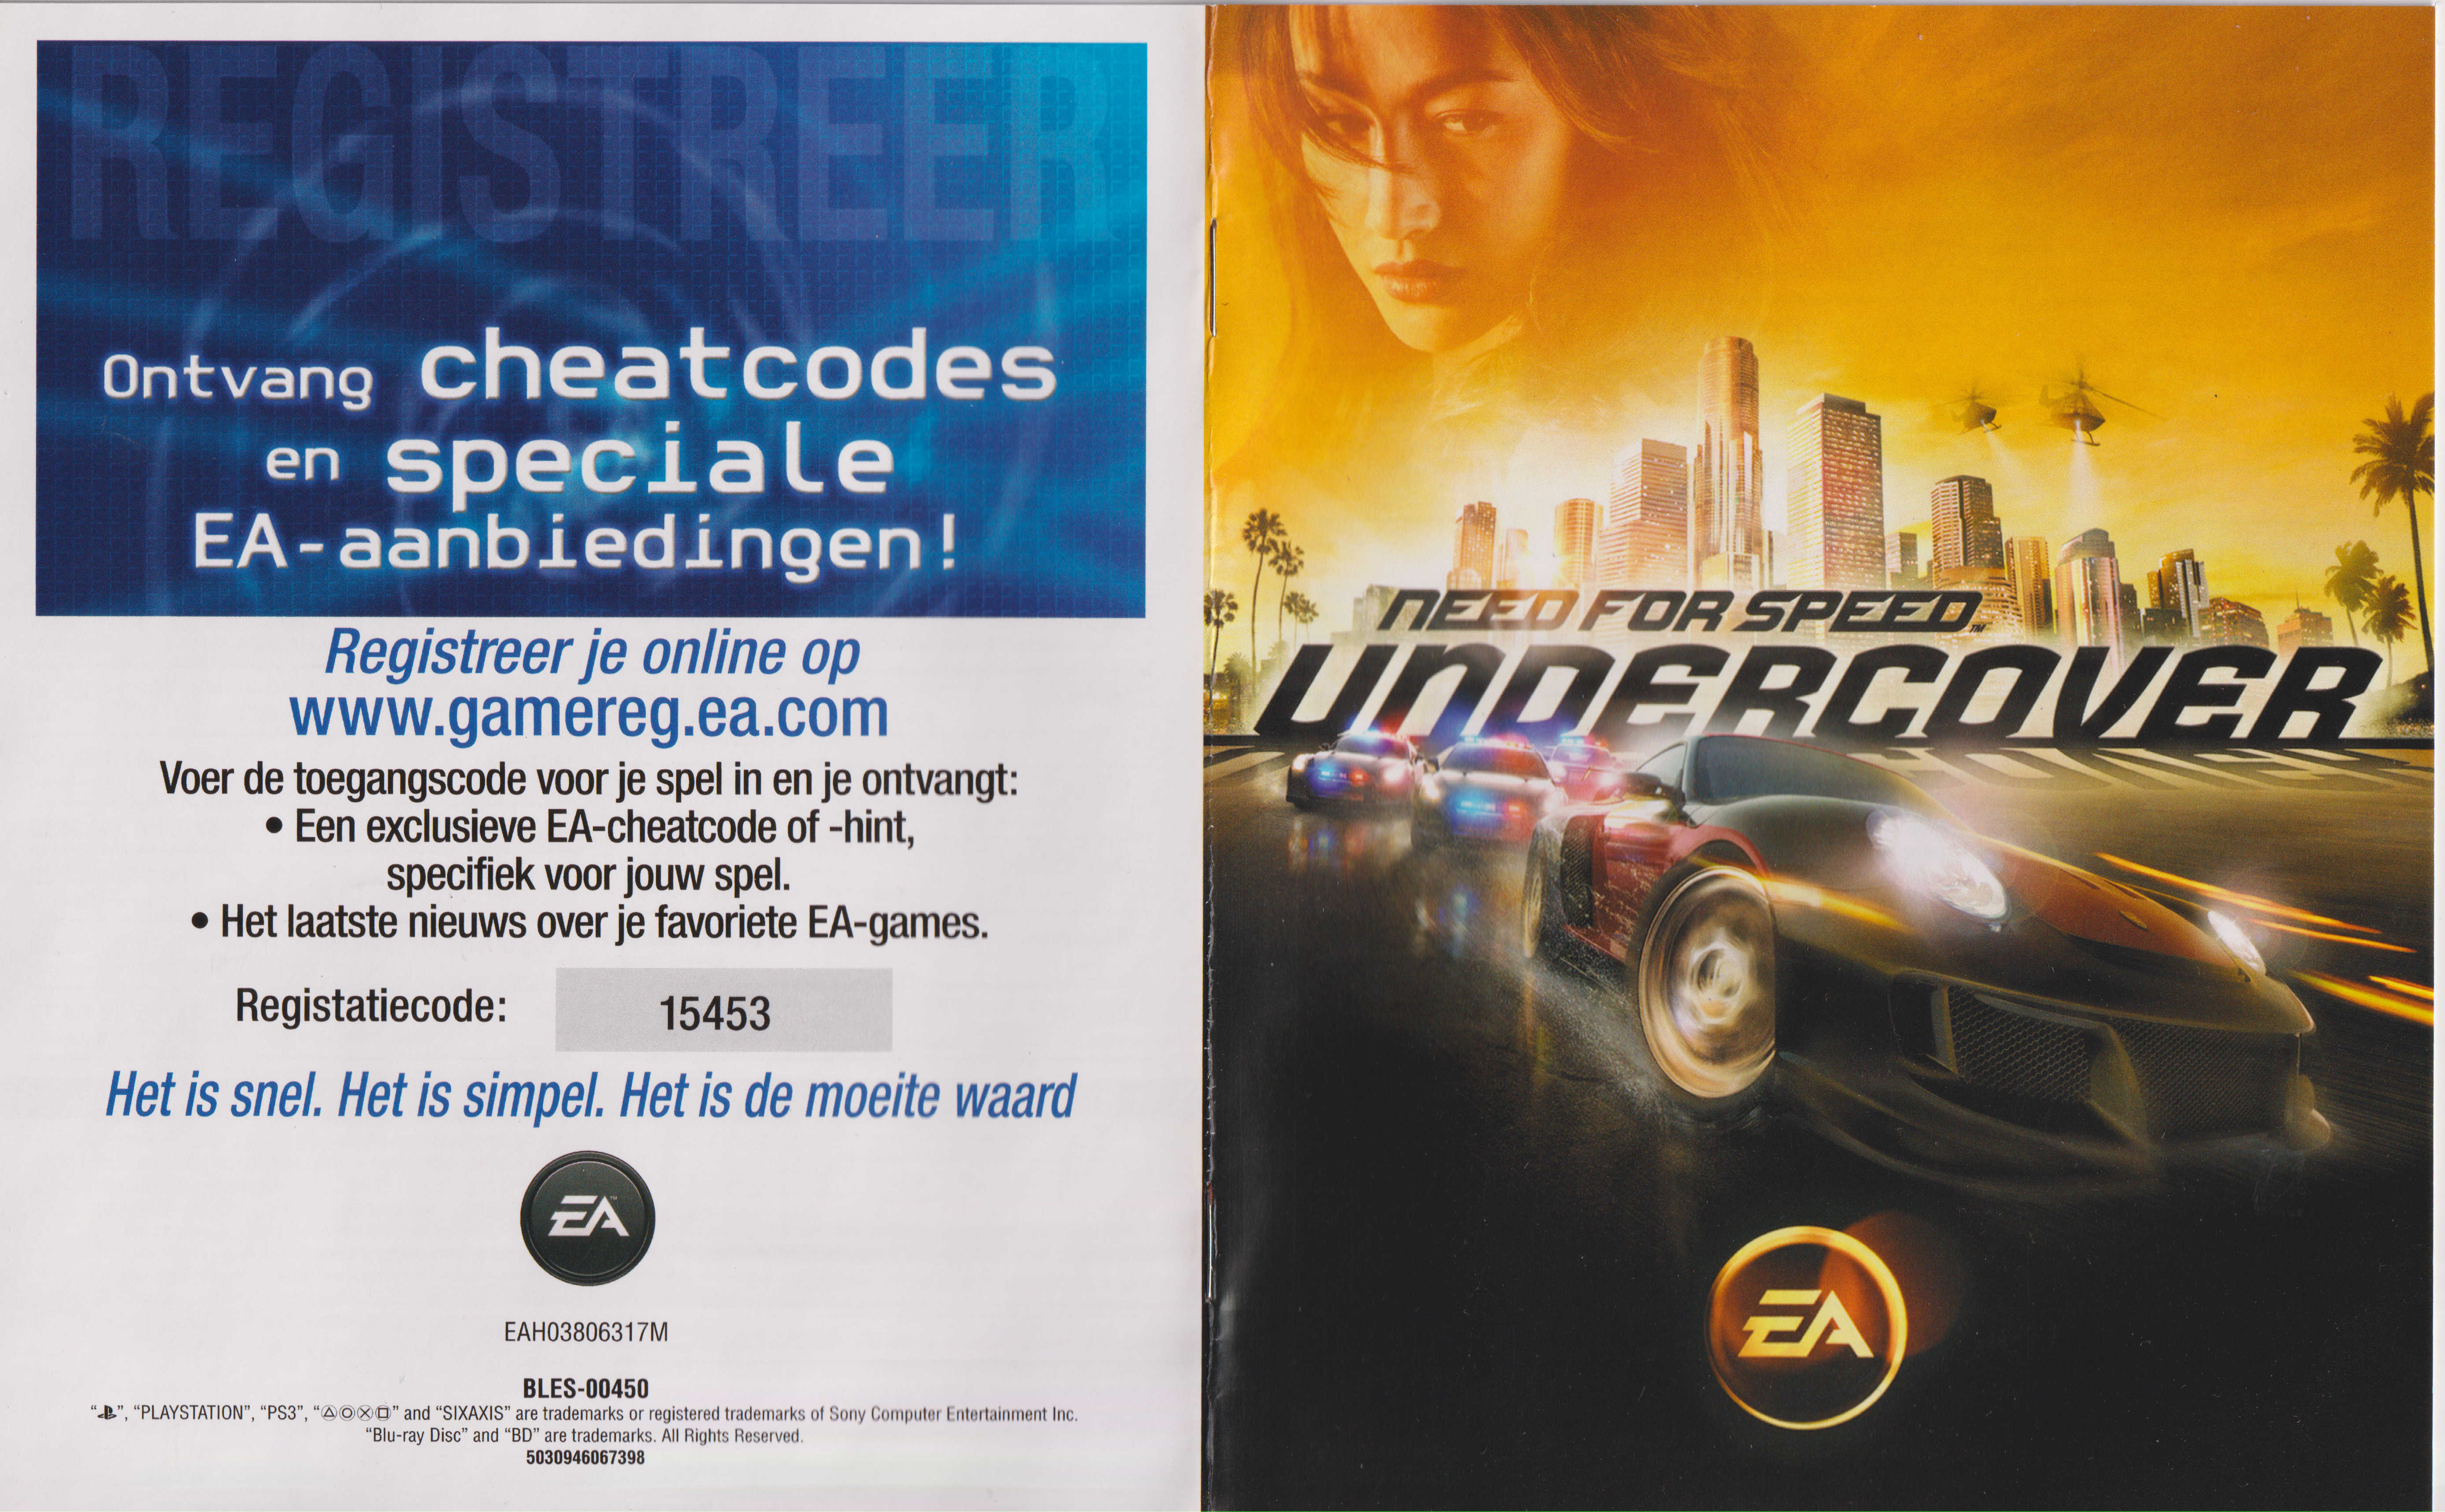 REGISTREER
Ontvang cheatcodes
en speciale
EA-aanbiedingen!
Registreer je online op
www.gamereg.ea.com
Voer de toegangscode voor je spel in en je ontvangt:
• Een exclusieve EA-cheatcode of -hint,
specifiek voor jouw spel.
• Het laatste nieuws over je favoriete EA-games.
Registatiecode: 15453
Het is snel. Het is simpel. Het is de moeite waard
EA™
EAH03806317M
BLES-00450
“PS”, “PLAYSTATION”, “PS3”, “△○✕□” and “SIXAXIS” are trademarks or registered trademarks of Sony Computer Entertainment Inc.
“Blu-ray Disc” and “BD” are trademarks. All Rights Reserved.
5030946067398
NEED FOR SPEED™
UNDERCOVER
EA